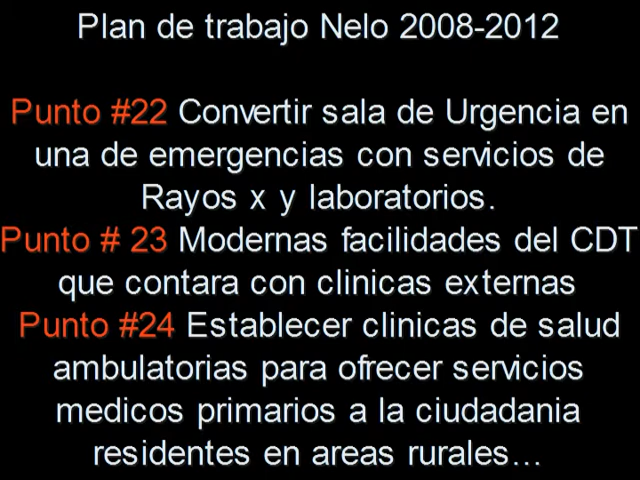 Plan de trabajo Nelo 2008-2012
Punto #22 Convertir sala de Urgencia en
una de emergencias con servicios de
Rayos x y laboratorios.
Punto # 23 Modernas facilidades del CDT
que contara con clinicas externas
Punto #24 Establecer clinicas de salud
ambulatorias para ofrecer servicios
medicos primarios a la ciudadania
residentes en areas rurales…